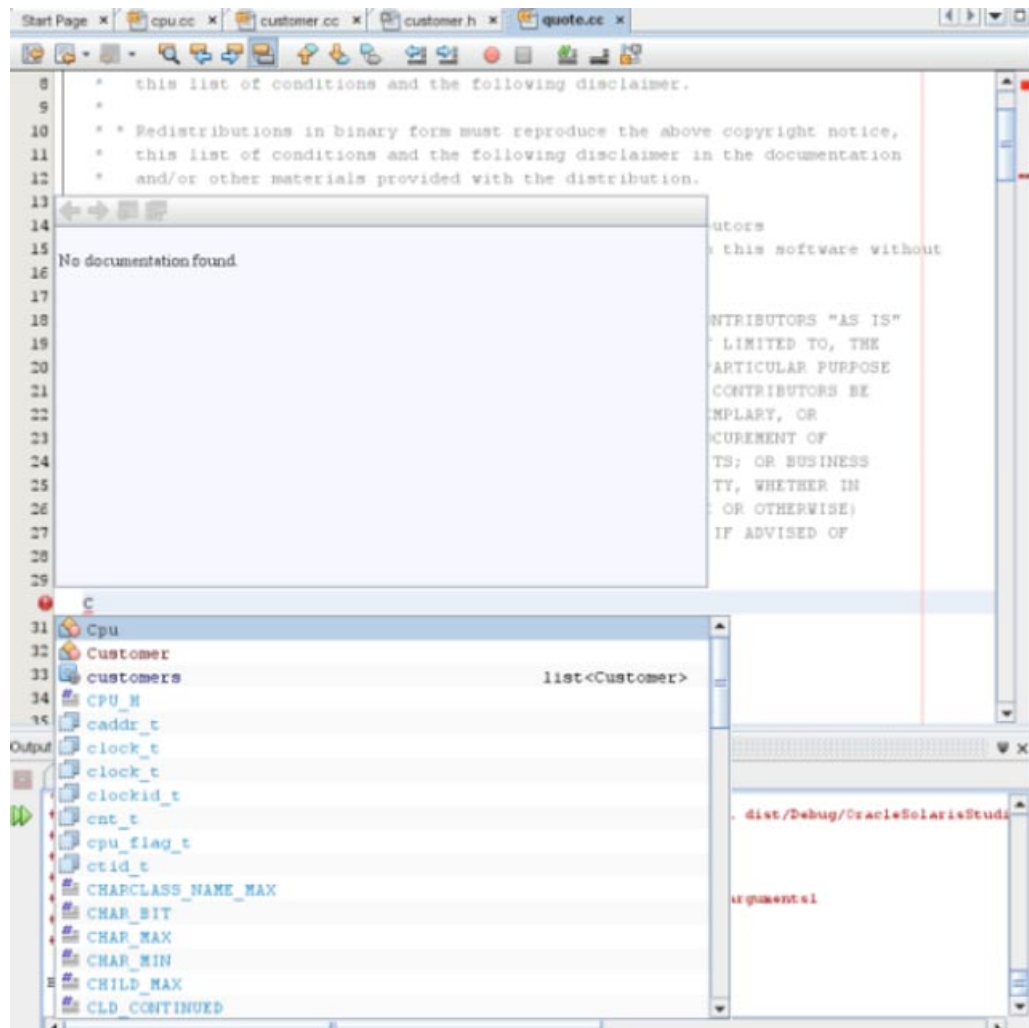 Start Page cpu.cc customer.cc customer.h quote.cc
8 * this list of conditions and the following disclaimer.
9 *
10 * * Redistributions in binary form must reproduce the above copyright notice,
11 * this list of conditions and the following disclaimer in the documentation
12 * and/or other materials provided with the distribution.
13
14 utors
15 this software without
No documentation found.
16
17
18 NTRIBUTORS "AS IS"
19 LIMITED TO, THE
20 ARTICULAR PURPOSE
21 CONTRIBUTORS BE
22 MPLARY, OR
23 CUREMENT OF
24 TS; OR BUSINESS
25 TY, WHETHER IN
26 OR OTHERWISE)
27 IF ADVISED OF
28
29
C
31 Cpu
32 Customer
33 customers list<Customer>
34 CPU_H
35 caddr_t
Output clock_t
clock_t
clockid_t
cnt_t . dist/Debug/OracleSolarisStudi
cpu_flag_t
ctid_t
CHARCLASS_NAME_MAX rguments1
CHAR_BIT
CHAR_MAX
CHAR_MIN
CHILD_MAX
CLD_CONTINUED